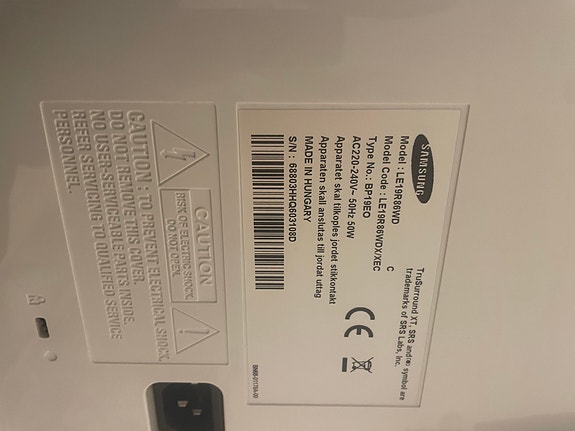 SAMSUNG
TruSurround XT, SRS and symbol are
trademarks of SRS Labs, Inc.
Model : LE19R86WD
Model Code : LE19R86WDX/XEC
C
Type No.: BP19EO
AC220-240V~ 50Hz 50W
Apparatet skal tilkoples jordet stikkontakt
Apparaten skall anslutas till jordat uttag
MADE IN HUNGARY
S/N : 68803HHQ603108D
CE
CAUTION
RISK OF ELECTRIC SHOCK.
DO NOT OPEN.
CAUTION : TO PREVENT ELECTRICAL SHOCK,
DO NOT REMOVE THIS COVER.
NO USER-SERVICEABLE PARTS INSIDE.
REFER SERVICING TO QUALIFIED SERVICE
PERSONNEL.